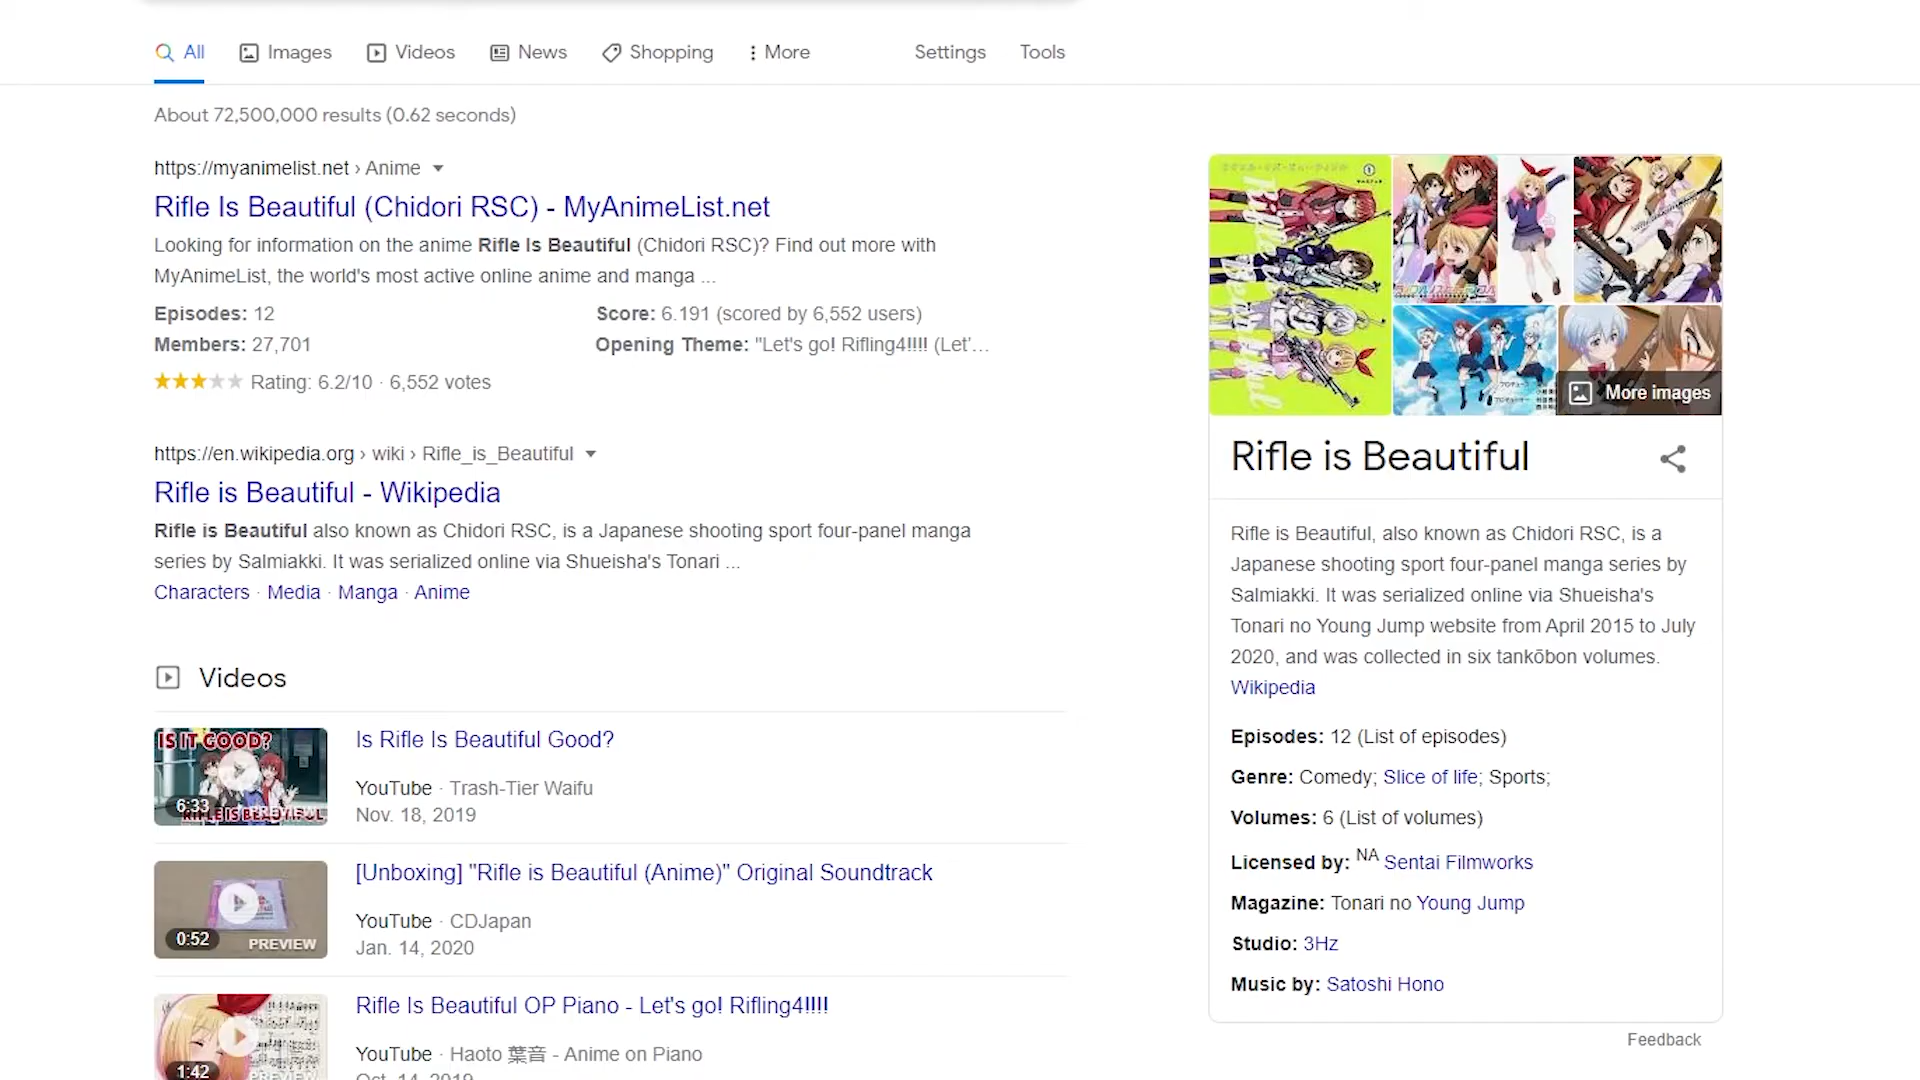 All Images Videos News Shopping More Settings Tools
About 72,500,000 results (0.62 seconds)
https://myanimelist.net › Anime
Rifle Is Beautiful (Chidori RSC) - MyAnimeList.net
Looking for information on the anime Rifle Is Beautiful (Chidori RSC)? Find out more with
MyAnimeList, the world's most active online anime and manga ...
Episodes: 12 Score: 6.191 (scored by 6,552 users)
Members: 27,701 Opening Theme: "Let's go! Rifling4!!!! (Let'…
Rating: 6.2/10 · 6,552 votes
https://en.wikipedia.org › wiki › Rifle_is_Beautiful
Rifle is Beautiful - Wikipedia
Rifle is Beautiful also known as Chidori RSC, is a Japanese shooting sport four-panel manga
series by Salmiakki. It was serialized online via Shueisha's Tonari ...
Characters · Media · Manga · Anime
Videos
IS IT GOOD?
6:33
RIFLE IS BEAUTIFUL
Is Rifle Is Beautiful Good?
YouTube · Trash-Tier Waifu
Nov. 18, 2019
0:52 PREVIEW
[Unboxing] "Rifle is Beautiful (Anime)" Original Soundtrack
YouTube · CDJapan
Jan. 14, 2020
1:42 PREVIEW
Rifle Is Beautiful OP Piano - Let's go! Rifling4!!!!
YouTube · Haoto 葉音 - Anime on Piano
Oct. 14, 2019
More images
Rifle is Beautiful
Rifle is Beautiful, also known as Chidori RSC, is a
Japanese shooting sport four-panel manga series by
Salmiakki. It was serialized online via Shueisha's
Tonari no Young Jump website from April 2015 to July
2020, and was collected in six tankōbon volumes.
Wikipedia
Episodes: 12 (List of episodes)
Genre: Comedy; Slice of life; Sports;
Volumes: 6 (List of volumes)
Licensed by: NA Sentai Filmworks
Magazine: Tonari no Young Jump
Studio: 3Hz
Music by: Satoshi Hono
Feedback